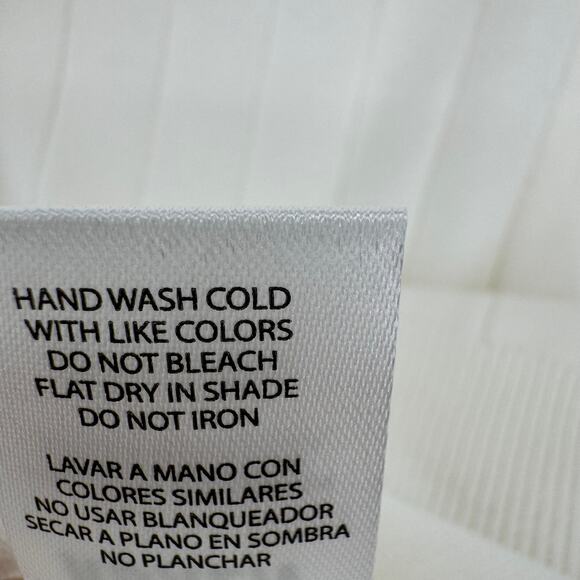 HAND WASH COLD
WITH LIKE COLORS
DO NOT BLEACH
FLAT DRY IN SHADE
DO NOT IRON
LAVAR A MANO CON
COLORES SIMILARES
NO USAR BLANQUEADOR
SECAR A PLANO EN SOMBRA
NO PLANCHAR